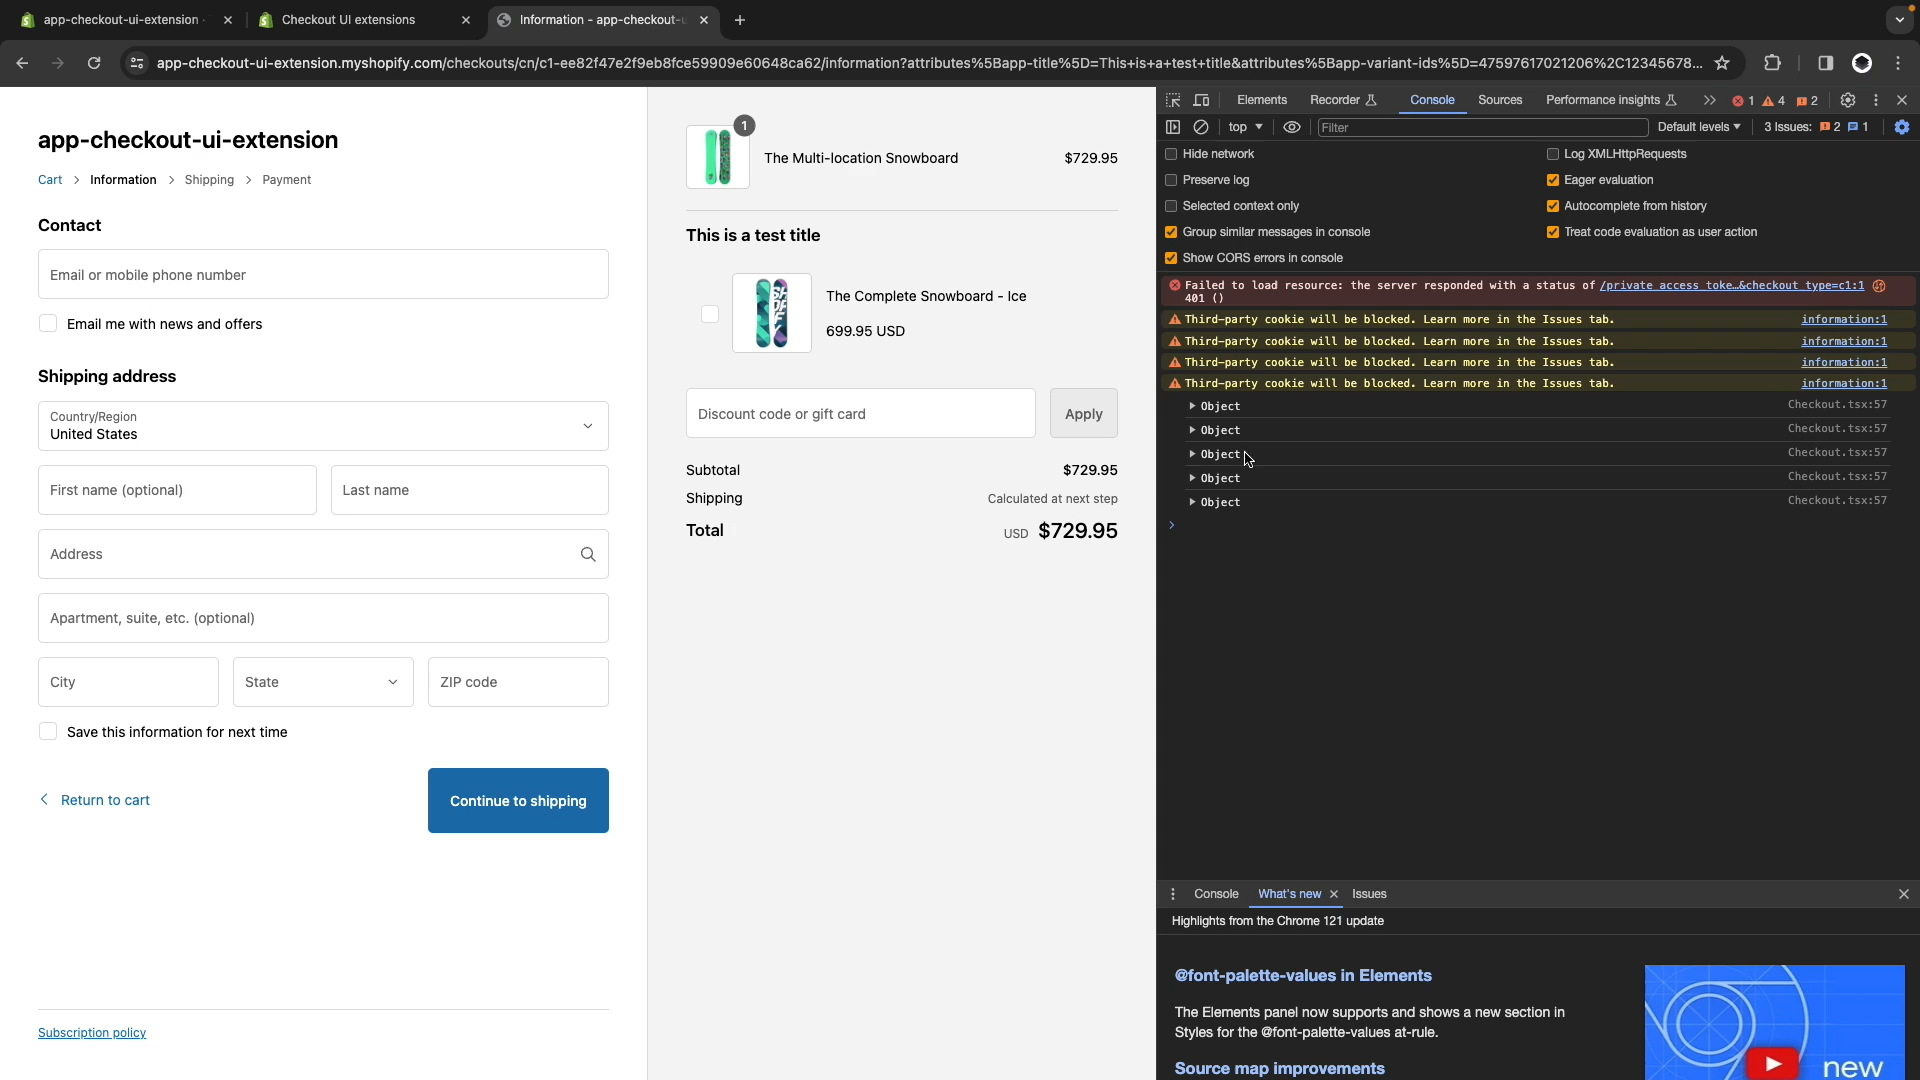 app-checkout-ui-extension
Checkout UI extensions
Information - app-checkout-u
app-checkout-ui-extension.myshopify.com/checkouts/cn/c1-ee82f47e2f9eb8fce59909e60648ca62/information?attributes%5Bapp-title%5D=This+is+a+test+title&attributes%5Bapp-variant-ids%5D=47597617021206%2C12345678...
app-checkout-ui-extension
Cart > Information > Shipping > Payment
Contact
Email or mobile phone number
Email me with news and offers
Shipping address
Country/Region
United States
First name (optional)
Last name
Address
Apartment, suite, etc. (optional)
City
State
ZIP code
Save this information for next time
Return to cart
Continue to shipping
Subscription policy
1
The Multi-location Snowboard
$729.95
This is a test title
The Complete Snowboard - Ice
699.95 USD
Discount code or gift card
Apply
Subtotal
$729.95
Shipping
Calculated at next step
Total
USD $729.95
Elements
Recorder
Console
Sources
Performance insights
1
4
2
top
Filter
Default levels
3 Issues:
2
1
Hide network
Log XMLHttpRequests
Preserve log
Eager evaluation
Selected context only
Autocomplete from history
Group similar messages in console
Treat code evaluation as user action
Show CORS errors in console
Failed to load resource: the server responded with a status of /private_access_toke…&checkout_type=c1:1
401 ()
Third-party cookie will be blocked. Learn more in the Issues tab. information:1
Third-party cookie will be blocked. Learn more in the Issues tab. information:1
Third-party cookie will be blocked. Learn more in the Issues tab. information:1
Third-party cookie will be blocked. Learn more in the Issues tab. information:1
Object Checkout.tsx:57
Object Checkout.tsx:57
Object Checkout.tsx:57
Object Checkout.tsx:57
Object Checkout.tsx:57
Console
What's new
Issues
Highlights from the Chrome 121 update
@font-palette-values in Elements
The Elements panel now supports and shows a new section in
Styles for the @font-palette-values at-rule.
Source map improvements
new